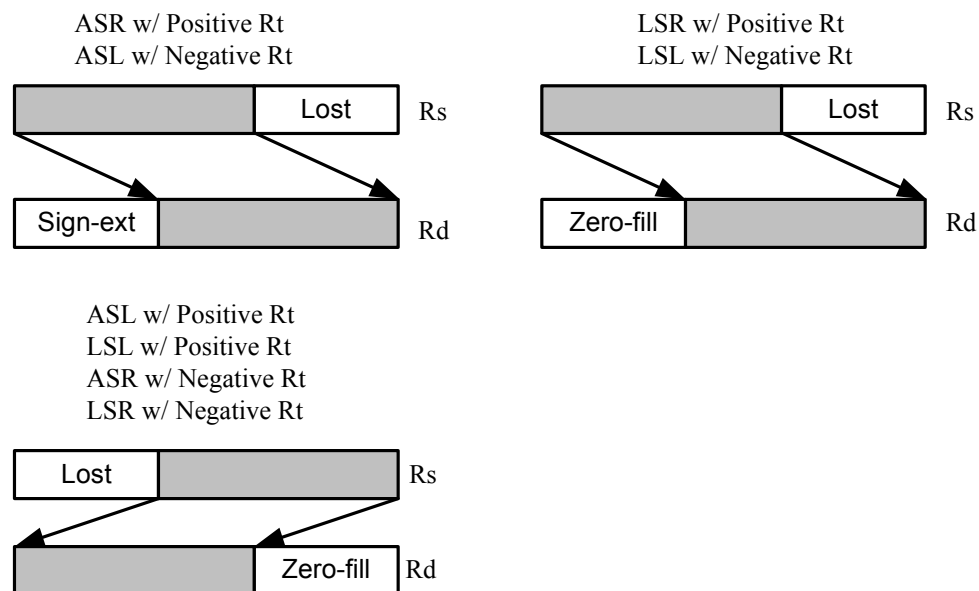 ASR w/ Positive Rt
ASL w/ Negative Rt
Lost
Rs
Sign-ext
Rd
LSR w/ Positive Rt
LSL w/ Negative Rt
Lost
Rs
Zero-fill
Rd
ASL w/ Positive Rt
LSL w/ Positive Rt
ASR w/ Negative Rt
LSR w/ Negative Rt
Lost
Rs
Zero-fill
Rd